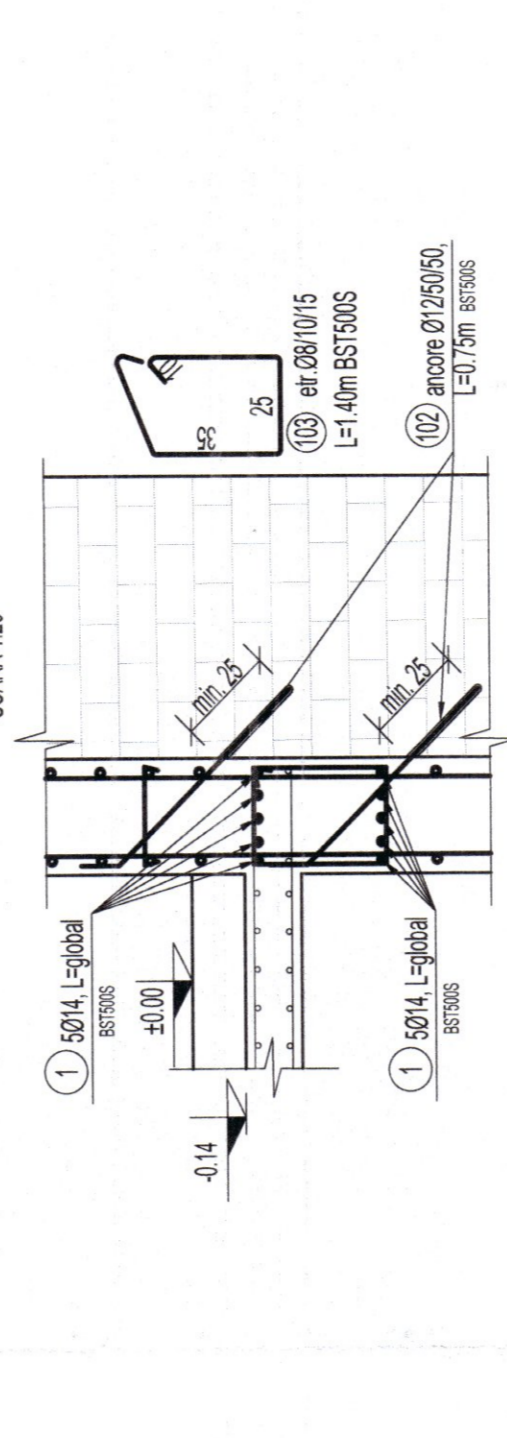 1 5Ø14, L=global
BST500S
±0.00
-0.14
1 5Ø14, L=global
BST500S
min. 25
min. 25
35
25
10
103 etr.Ø8/10/15
L=1.40m BST500S
102 ancore Ø12/50/50,
L=0.75m BST500S